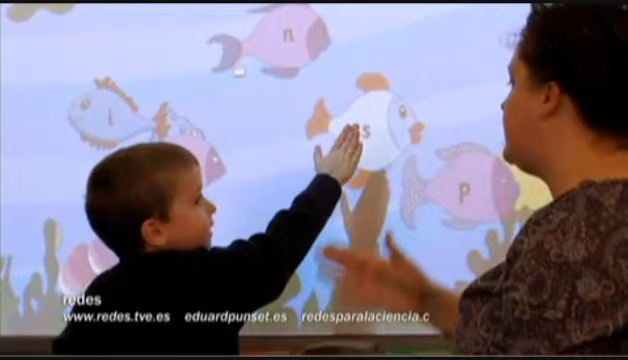 n
i
s
p
redes
www.redes.tve.es eduardpunset.es redesparalaciencia.c